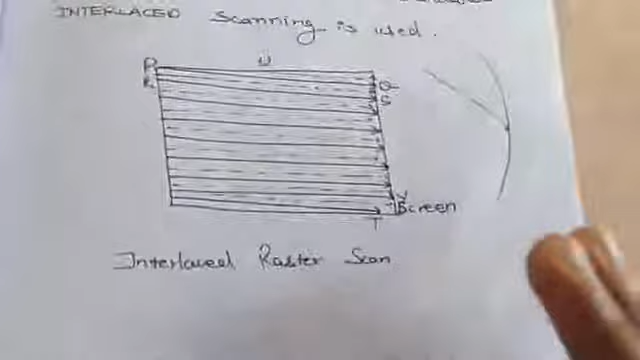 INTERLACED Scanning is used.
U
P
R
Q
S
V
Screen
T
Interlaced Raster Scan